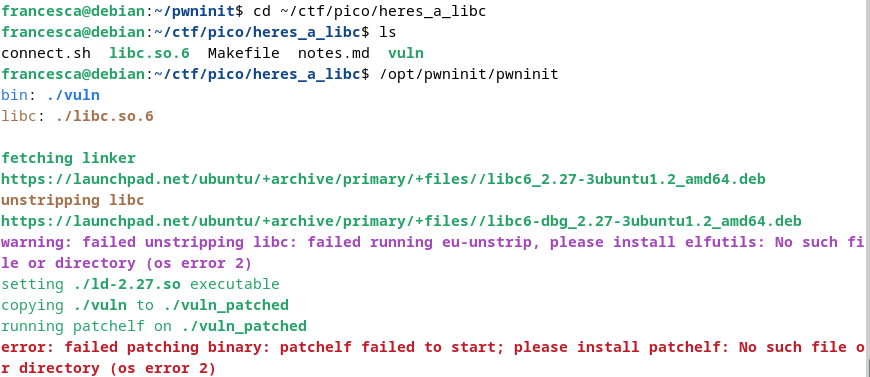 francesca@debian:~/pwninit$ cd ~/ctf/pico/heres_a_libc
francesca@debian:~/ctf/pico/heres_a_libc$ ls
connect.sh  libc.so.6  Makefile  notes.md  vuln
francesca@debian:~/ctf/pico/heres_a_libc$ /opt/pwninit/pwninit
bin: ./vuln
libc: ./libc.so.6

fetching linker
https://launchpad.net/ubuntu/+archive/primary/+files//libc6_2.27-3ubuntu1.2_amd64.deb
unstripping libc
https://launchpad.net/ubuntu/+archive/primary/+files//libc6-dbg_2.27-3ubuntu1.2_amd64.deb
warning: failed unstripping libc: failed running eu-unstrip, please install elfutils: No such fi
le or directory (os error 2)
setting ./ld-2.27.so executable
copying ./vuln to ./vuln_patched
running patchelf on ./vuln_patched
error: failed patching binary: patchelf failed to start; please install patchelf: No such file o
r directory (os error 2)